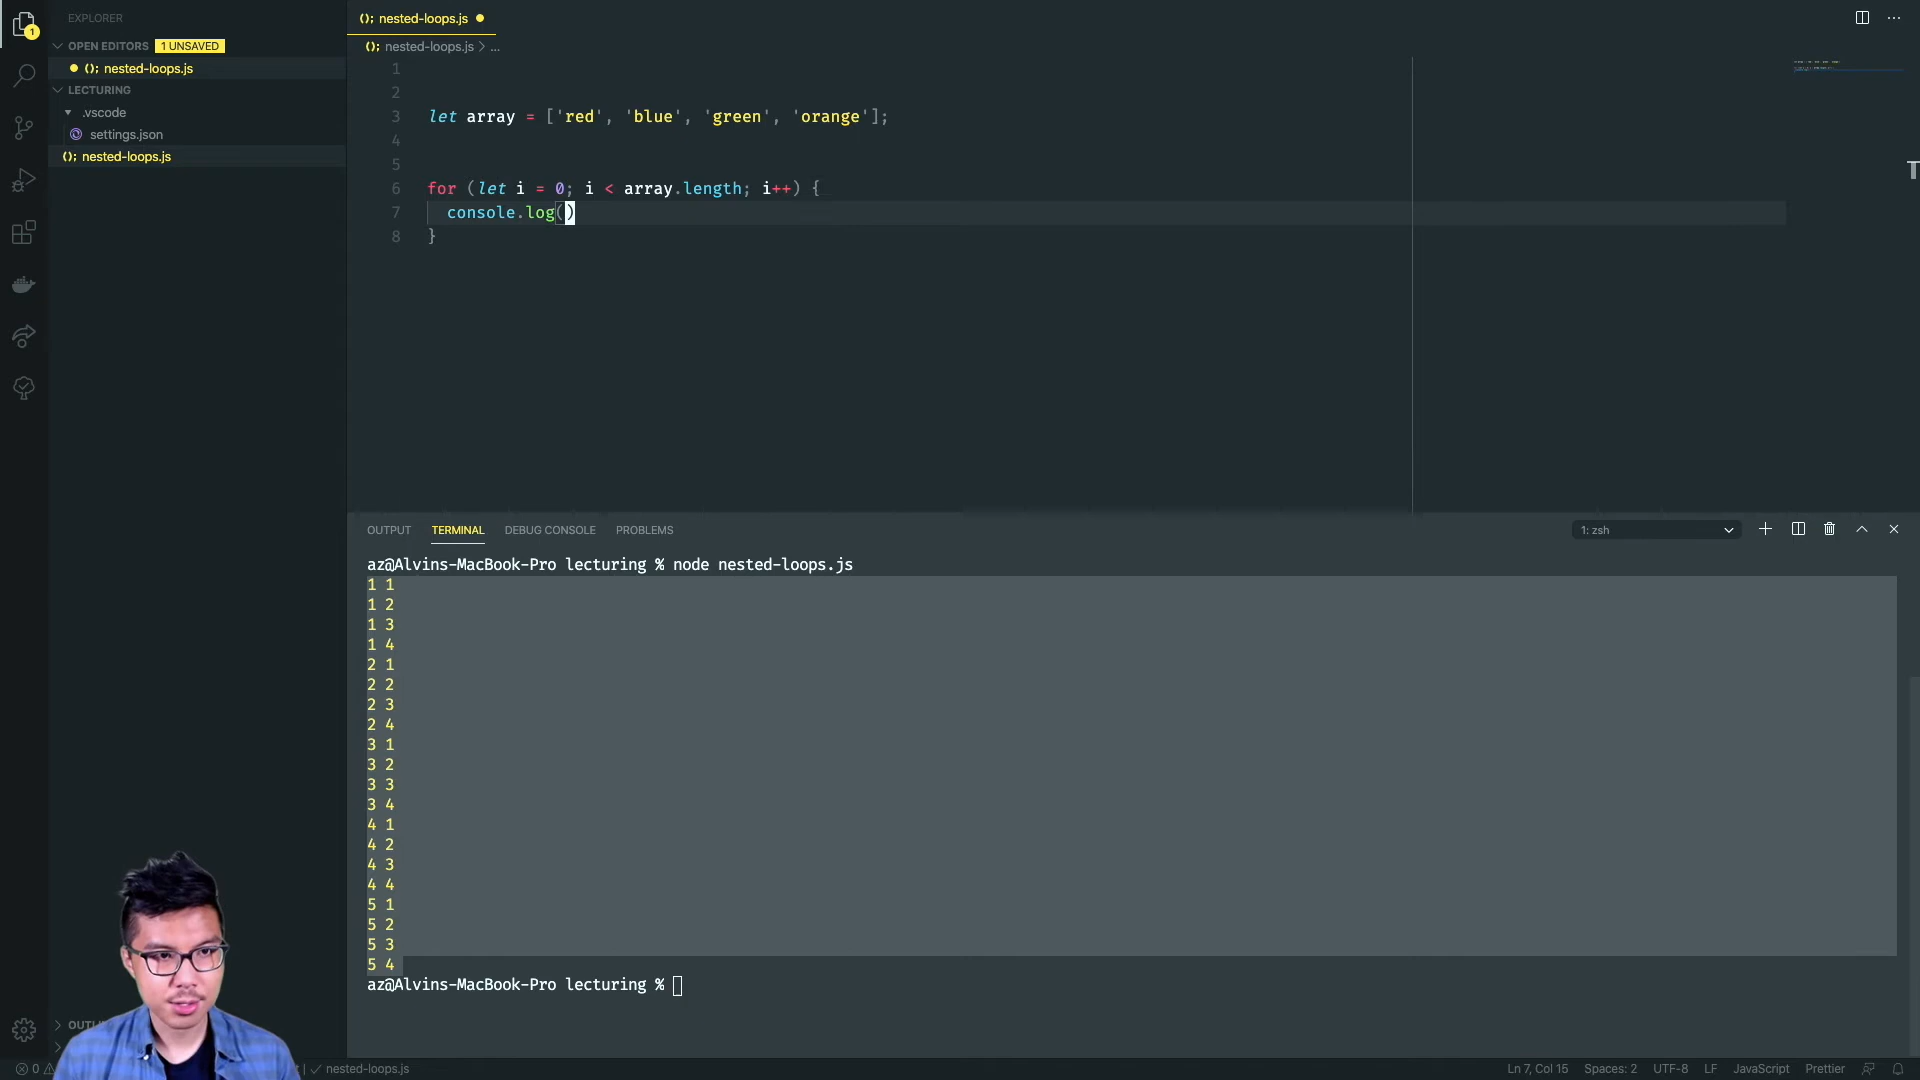 EXPLORER
OPEN EDITORS 1 UNSAVED
(); nested-loops.js
LECTURING
.vscode
settings.json
(); nested-loops.js
1
(); nested-loops.js
(); nested-loops.js > ...
1
2
3 let array = ['red', 'blue', 'green', 'orange'];
4
5
6 for (let i = 0; i < array.length; i++) {
7 console.log()
8 }
OUTPUT TERMINAL DEBUG CONSOLE PROBLEMS
1: zsh
az@Alvins-MacBook-Pro lecturing % node nested-loops.js
1 1
1 2
1 3
1 4
2 1
2 2
2 3
2 4
3 1
3 2
3 3
3 4
4 1
4 2
4 3
4 4
5 1
5 2
5 3
5 4
az@Alvins-MacBook-Pro lecturing %
0
nested-loops.js
Ln 7, Col 15 Spaces: 2 UTF-8 LF JavaScript Prettier